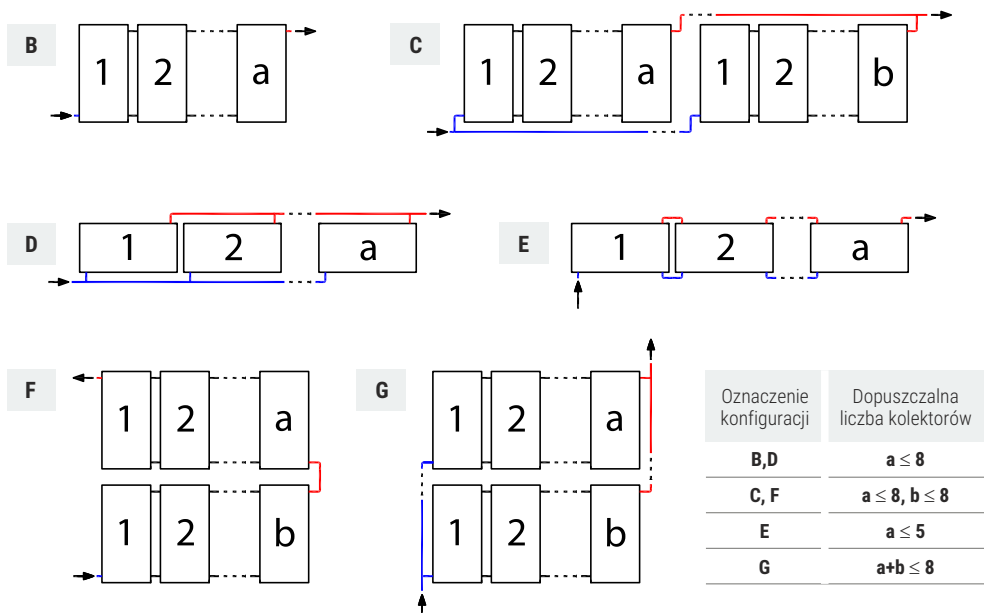 B
1 2 a
C
1 2 a 1 2 b
D
1 2 a
E
1 2 a
F
1 2 a
1 2 b
G
1 2 a
1 2 b
Oznaczenie
konfiguracji
Dopuszczalna
liczba kolektorów
B,D a ≤ 8
C, F a ≤ 8, b ≤ 8
E a ≤ 5
G a+b ≤ 8